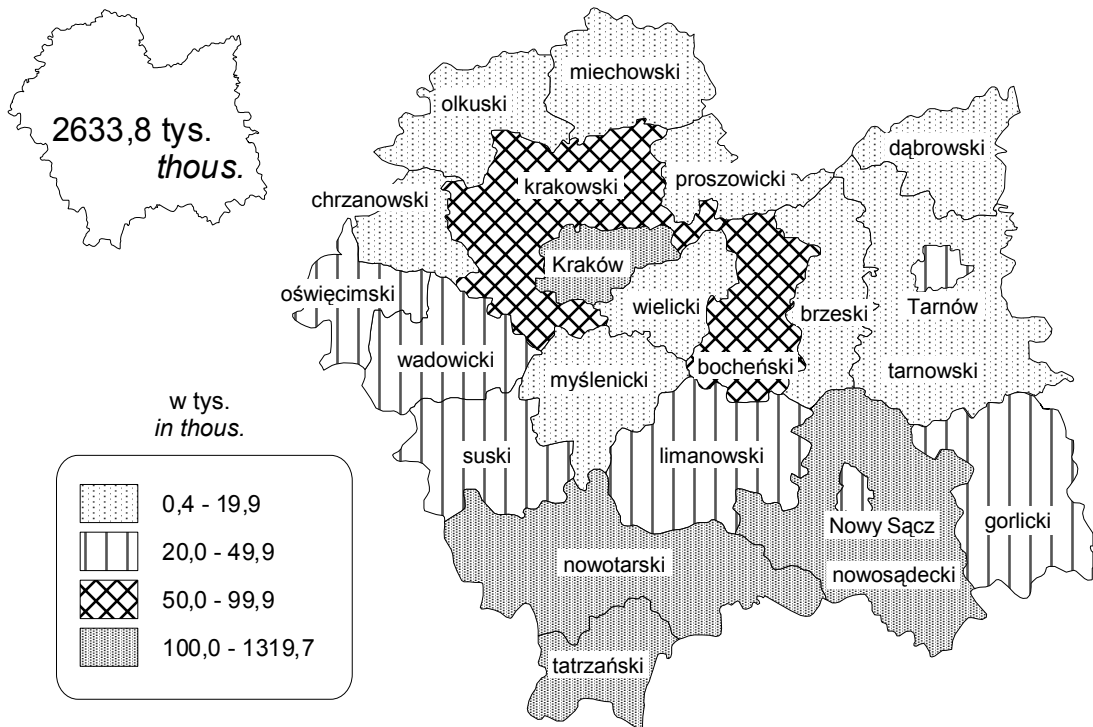 2633,8 tys.
thous.
miechowski
olkuski
dąbrowski
krakowski
proszowicki
chrzanowski
Kraków
oświęcimski
wielicki
brzeski
Tarnów
wadowicki
myślenicki
bocheński
tarnowski
suski
limanowski
Nowy Sącz
gorlicki
nowotarski
nowosądecki
tatrzański
w tys.
in thous.
0,4 - 19,9
20,0 - 49,9
50,0 - 99,9
100,0 - 1319,7